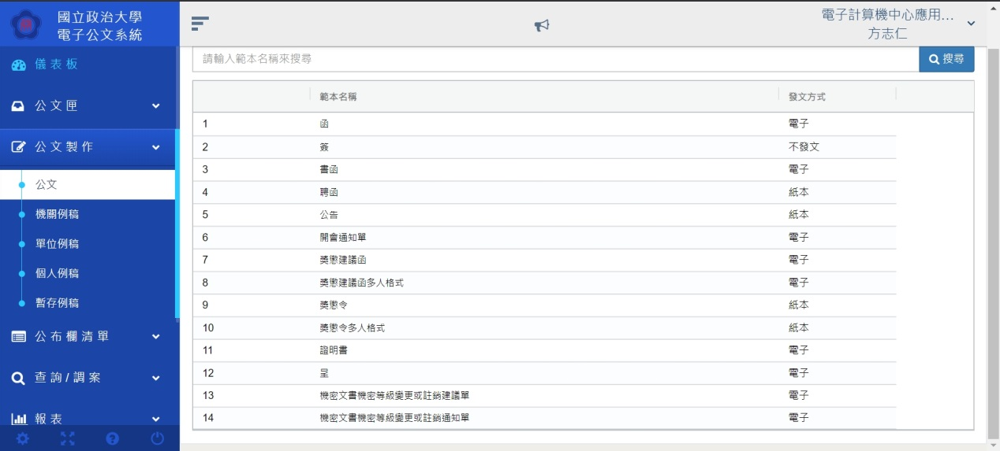 國立政治大學
電子公文系統
電子計算機中心應用...
方志仁
儀表板
公文匣
公文製作
公文
機關例稿
單位例稿
個人例稿
暫存例稿
公布欄清單
查詢/調案
報表
請輸入範本名稱來搜尋
搜尋
範本名稱 發文方式
1 函 電子
2 簽 不發文
3 書函 電子
4 聘函 紙本
5 公告 紙本
6 開會通知單 電子
7 獎懲建議函 電子
8 獎懲建議函多人格式 電子
9 獎懲令 紙本
10 獎懲令多人格式 紙本
11 證明書 電子
12 呈 電子
13 機密文書機密等級變更或註銷建議單 電子
14 機密文書機密等級變更或註銷通知單 電子